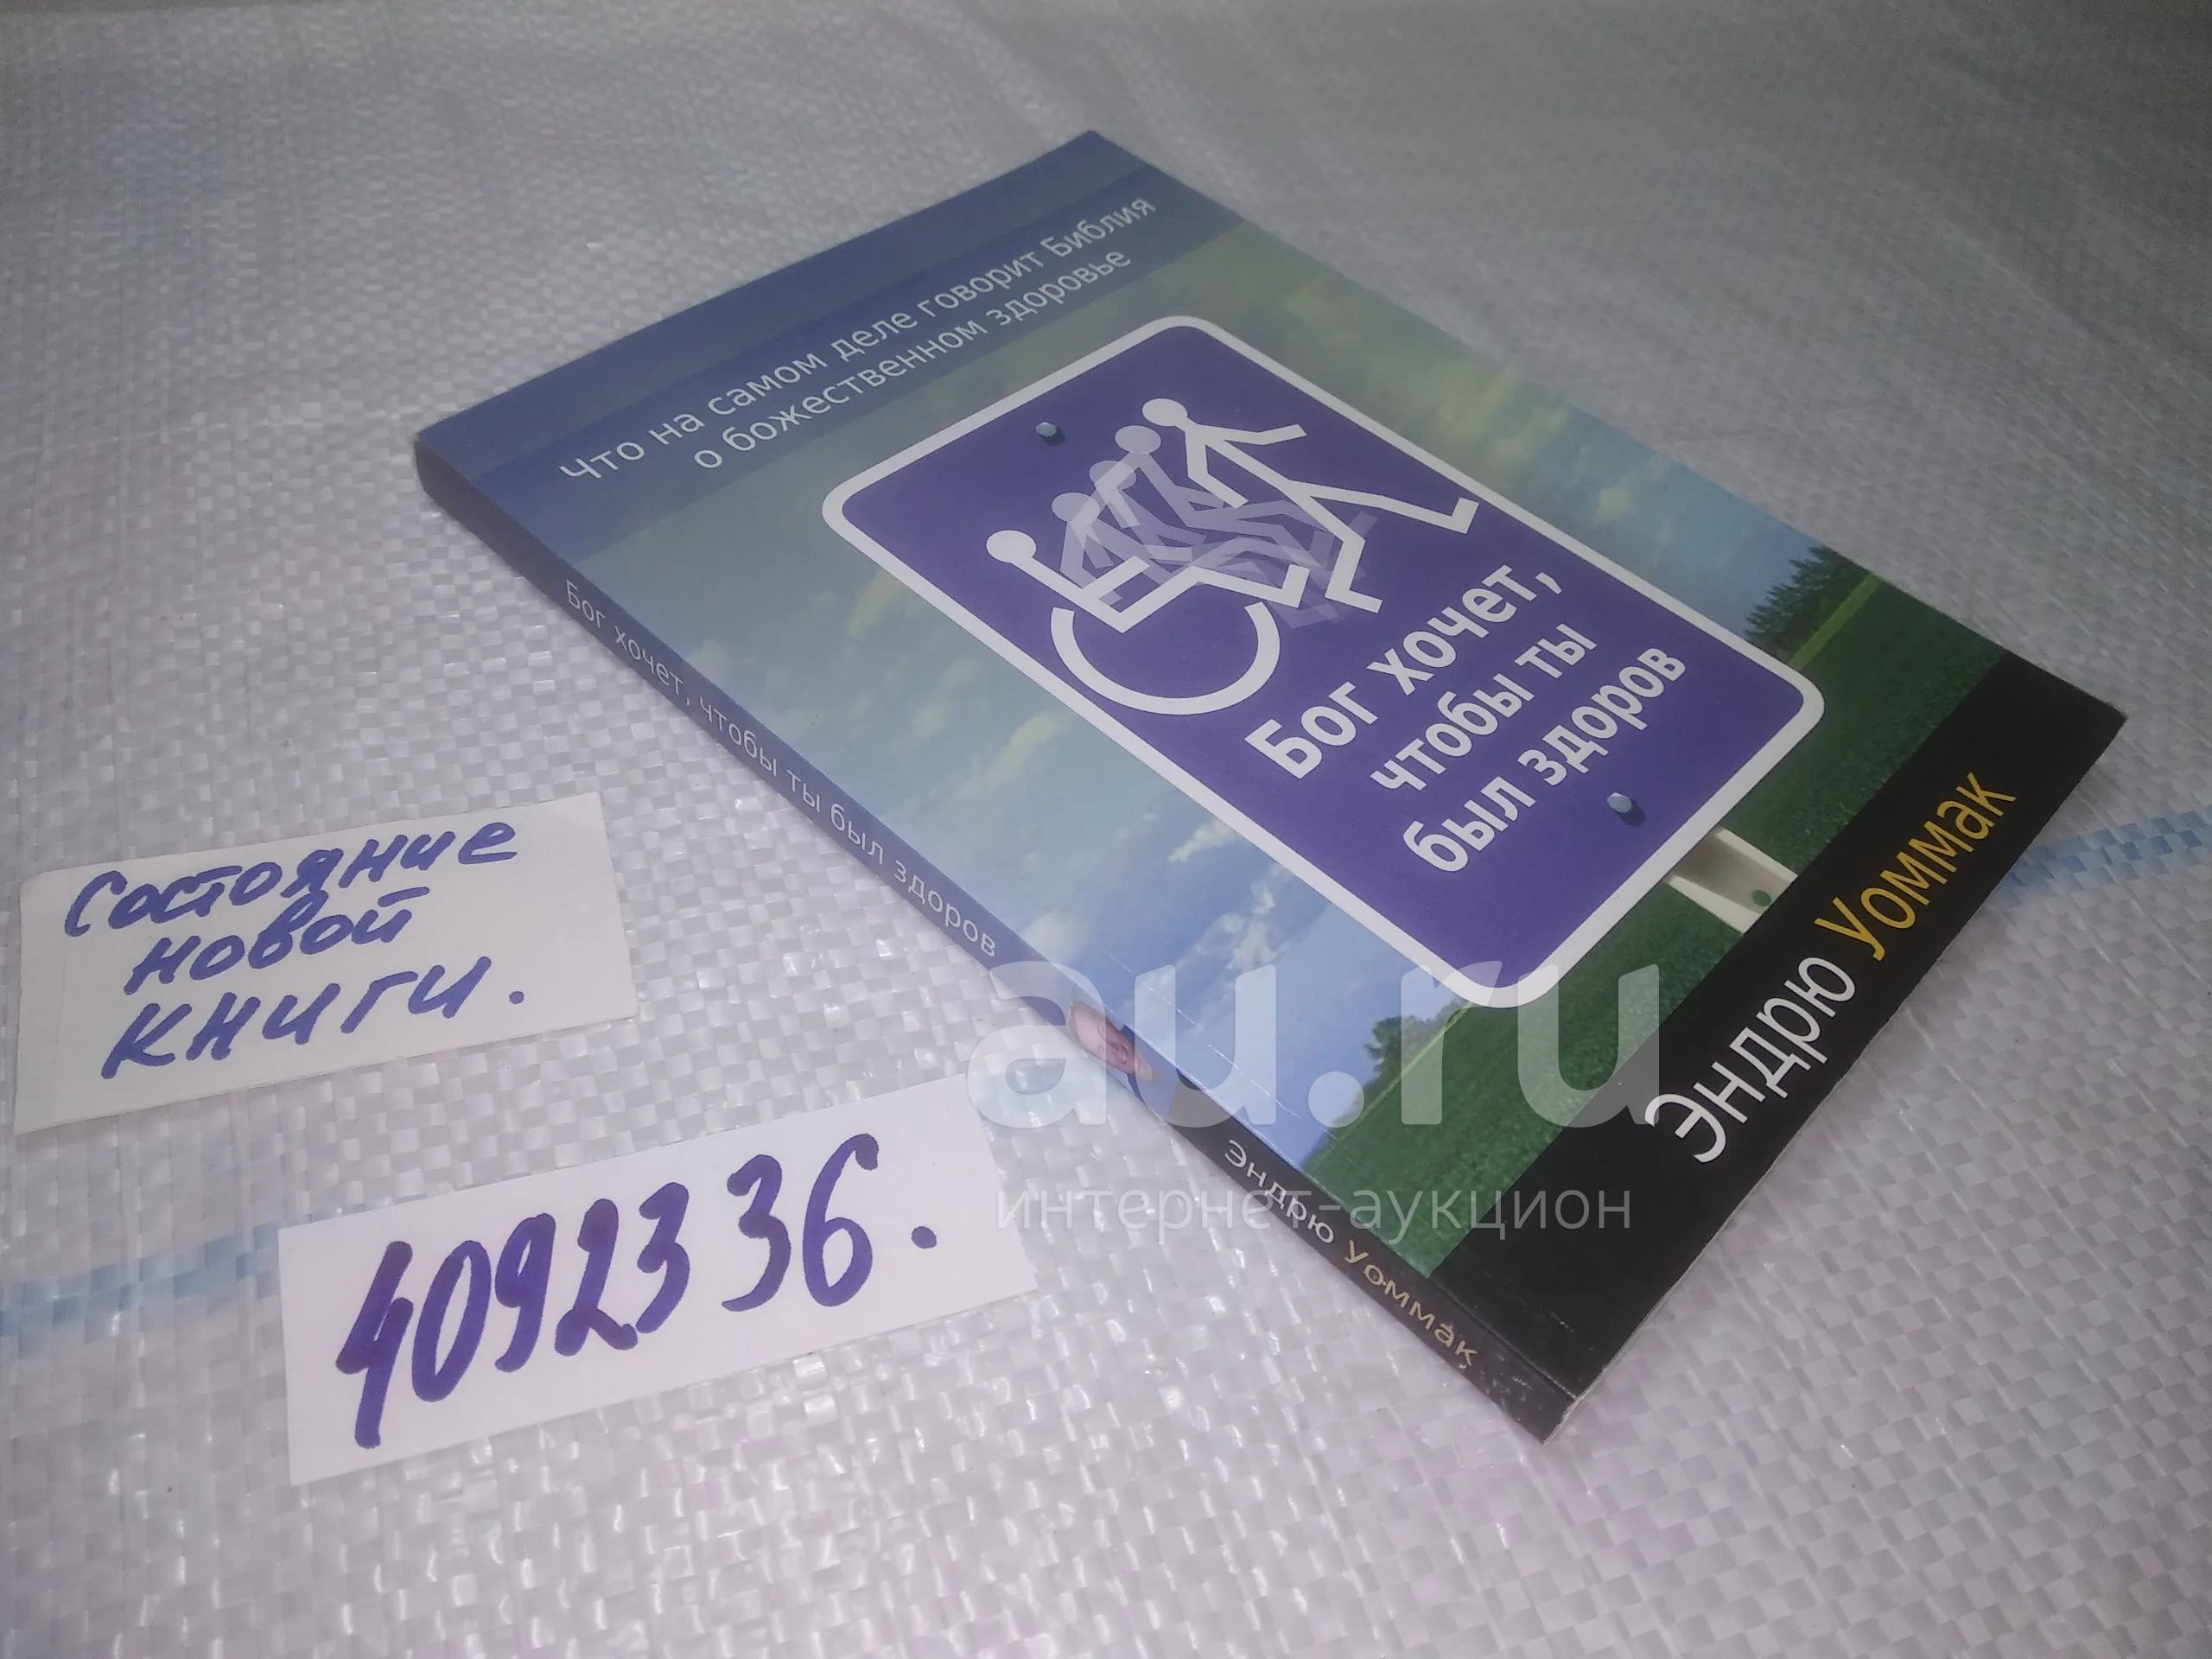 Что на самом деле говорит Библия
о божественном здоровье
Бог хочет,
чтобы ты
был здоров
Эндрю Уоммак
Бог хочет, чтобы ты был здоров
Эндрю Уоммак
Состояние
новой
книги.
4092336.
au.ru
интернет-аукцион